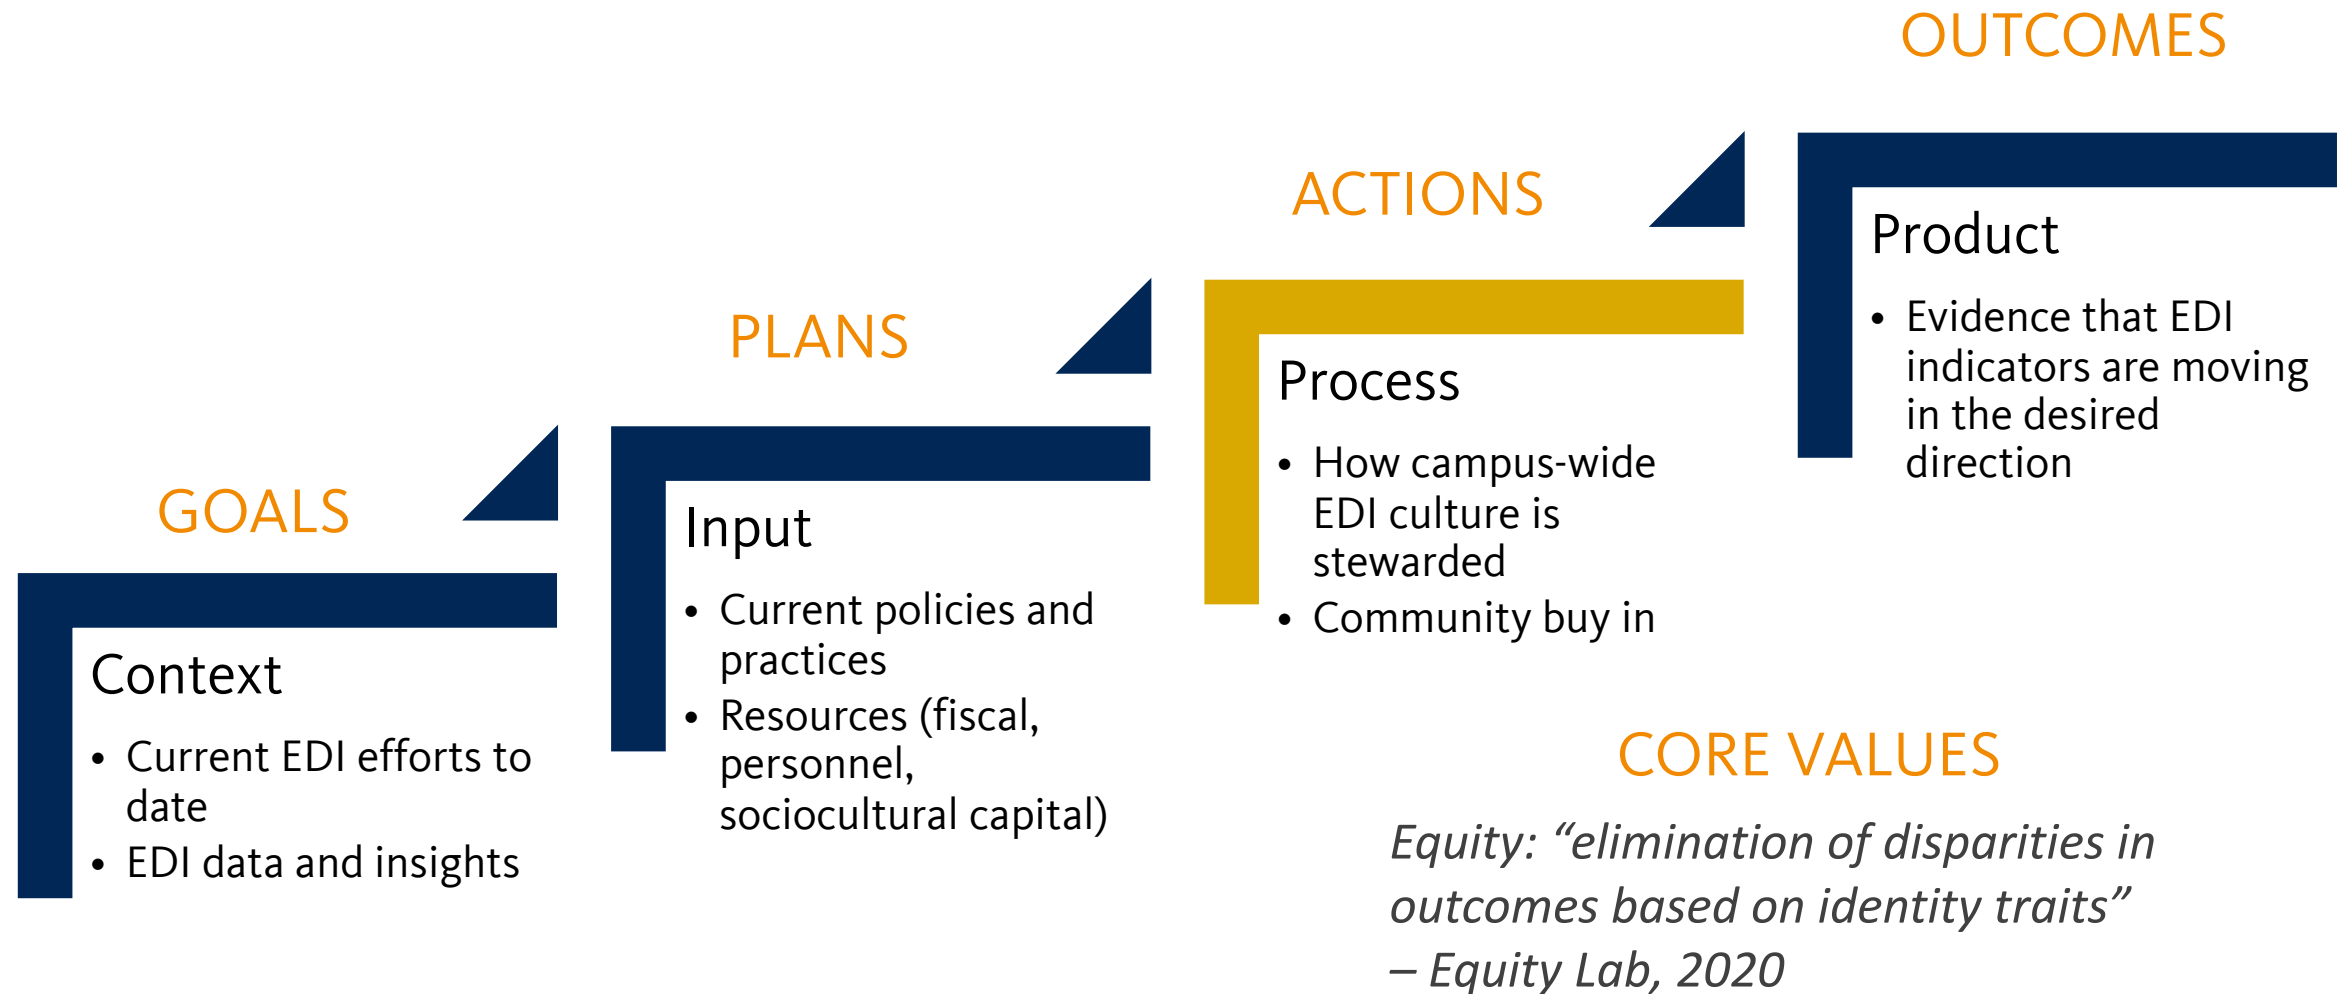 GOALS
Context
• Current EDI efforts to
date
• EDI data and insights
PLANS
Input
• Current policies and
practices
• Resources (fiscal,
personnel,
sociocultural capital)
ACTIONS
Process
• How campus-wide
EDI culture is
stewarded
• Community buy in
OUTCOMES
Product
• Evidence that EDI
indicators are moving
in the desired
direction
CORE VALUES
Equity: “elimination of disparities in
outcomes based on identity traits”
– Equity Lab, 2020